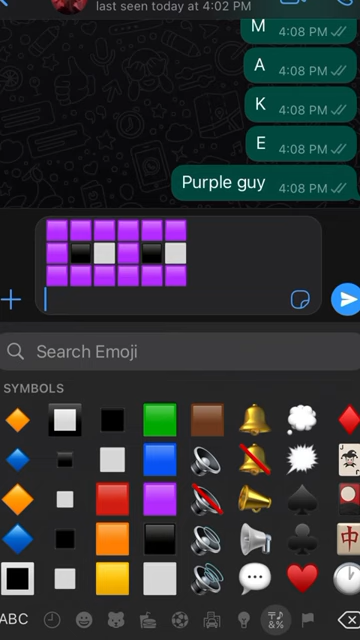 last seen today at 4:02 PM
M 4:08 PM
A 4:08 PM
K 4:08 PM
E 4:08 PM
Purple guy 4:08 PM
Search Emoji
SYMBOLS
中
ABC
&%